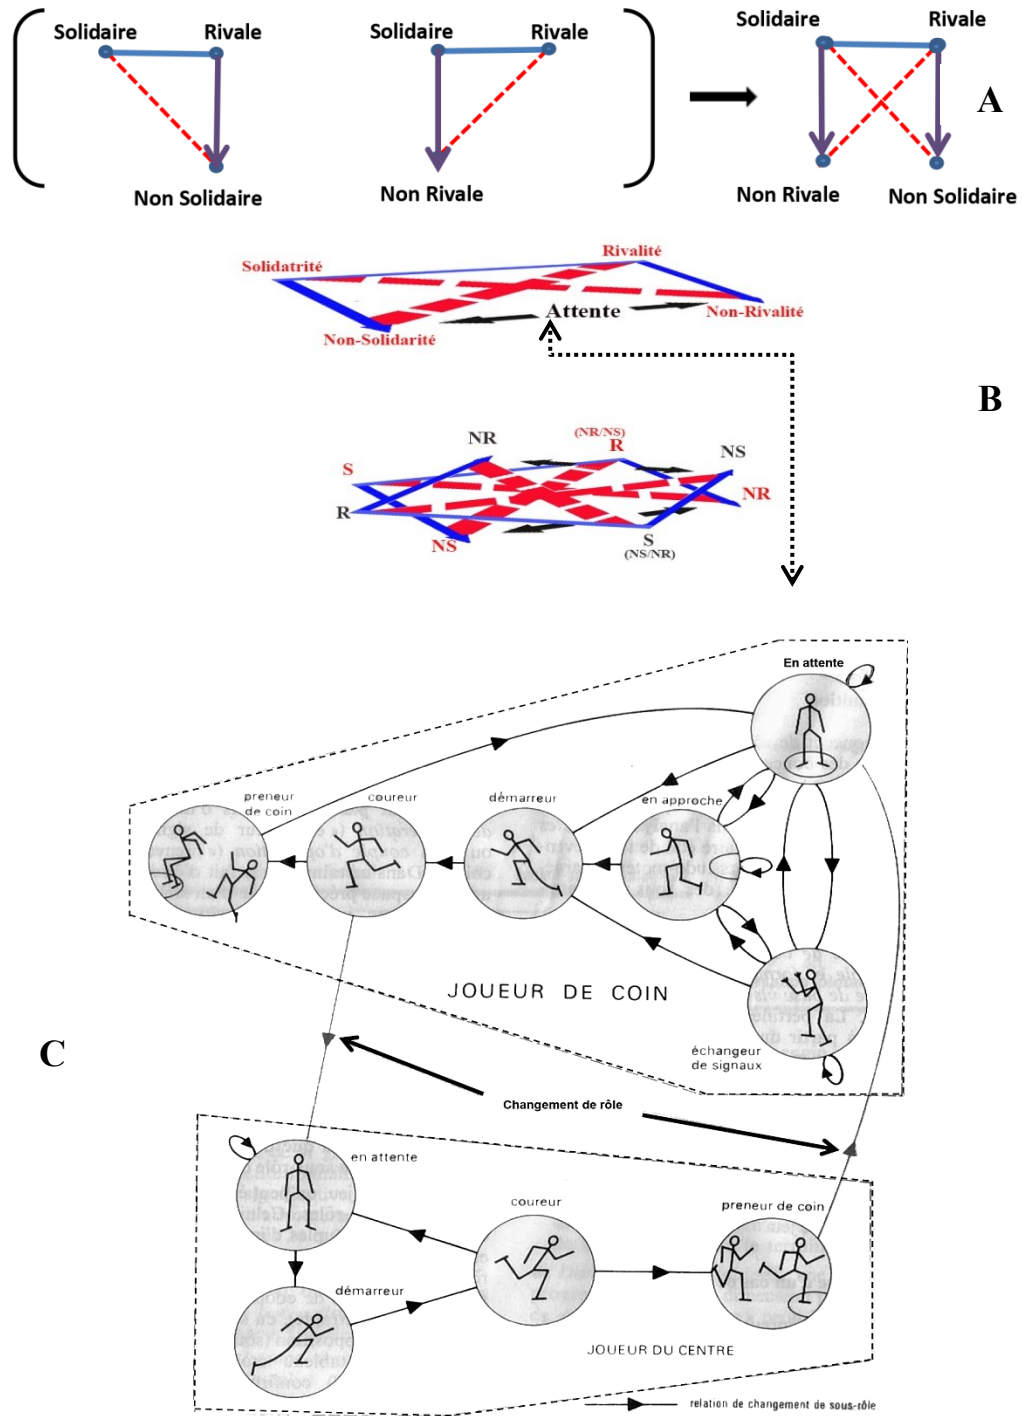 Solidaire Rivale Solidaire Rivale Solidaire Rivale
A
Non Solidaire Non Rivale Non Rivale Non Solidaire
Rivalité
Solidatrité
Attente
Non-Rivalité
Non-Solidarité
B
(NR/NS)
NR R NS
S
NR
R
NS S
(NS/NR)
En attente
preneur
de coin
coureur
démarreur
en approche
JOUEUR DE COIN
échangeur
de signaux
C
Changement de rôle
en attente
coureur
preneur de coin
démarreur
JOUEUR DU CENTRE
relation de changement de sous-rôle